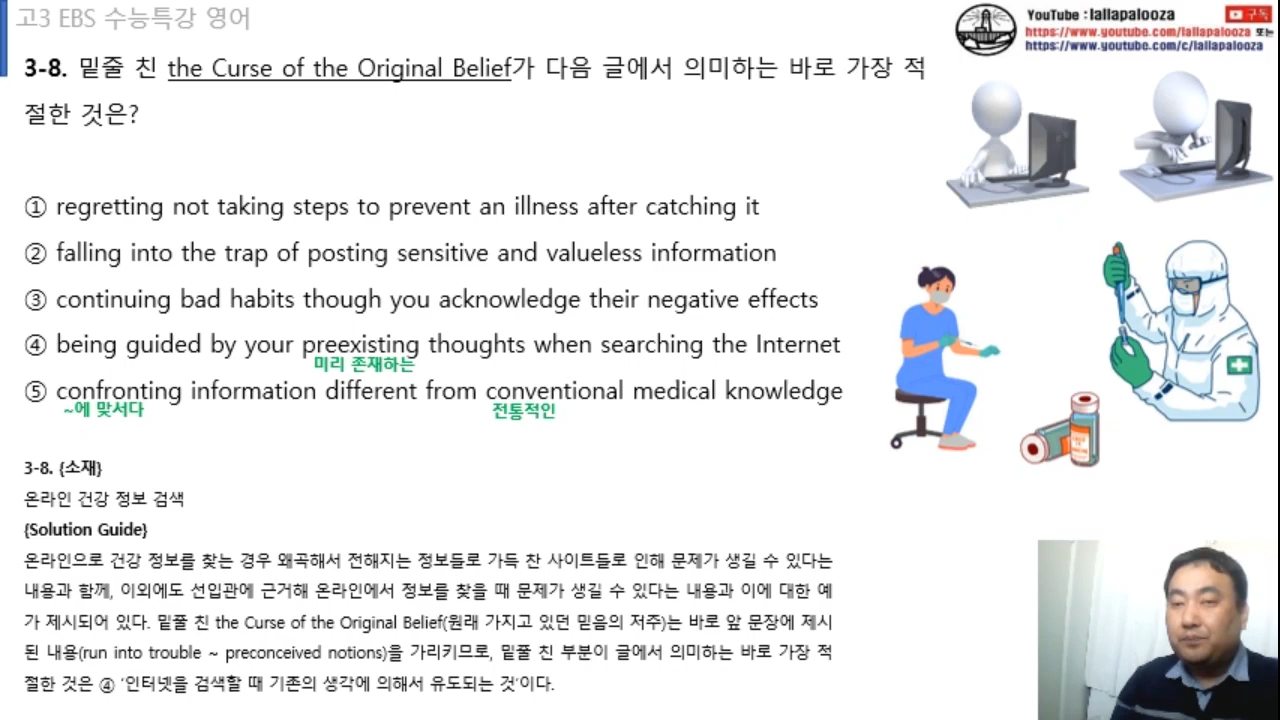 고3 EBS 수능특강 영어
YouTube : lallapalooza
구독
https://www.youtube.com/lallapalooza 또는
https://www.youtube.com/c/lallapalooza
3-8. 밑줄 친 the Curse of the Original Belief가 다음 글에서 의미하는 바로 가장 적
절한 것은?
① regretting not taking steps to prevent an illness after catching it
② falling into the trap of posting sensitive and valueless information
③ continuing bad habits though you acknowledge their negative effects
④ being guided by your preexisting thoughts when searching the Internet
미리 존재하는
⑤ confronting information different from conventional medical knowledge
~에 맞서다 전통적인
3-8. {소재}
온라인 건강 정보 검색
{Solution Guide}
온라인으로 건강 정보를 찾는 경우 왜곡해서 전해지는 정보들로 가득 찬 사이트들로 인해 문제가 생길 수 있다는
내용과 함께, 이외에도 선입관에 근거해 온라인에서 정보를 찾을 때 문제가 생길 수 있다는 내용과 이에 대한 예
가 제시되어 있다. 밑줄 친 the Curse of the Original Belief(원래 가지고 있던 믿음의 저주)는 바로 앞 문장에 제시
된 내용(run into trouble ~ preconceived notions)을 가리키므로, 밑줄 친 부분이 글에서 의미하는 바로 가장 적
절한 것은 ④ ‘인터넷을 검색할 때 기존의 생각에 의해서 유도되는 것’이다.